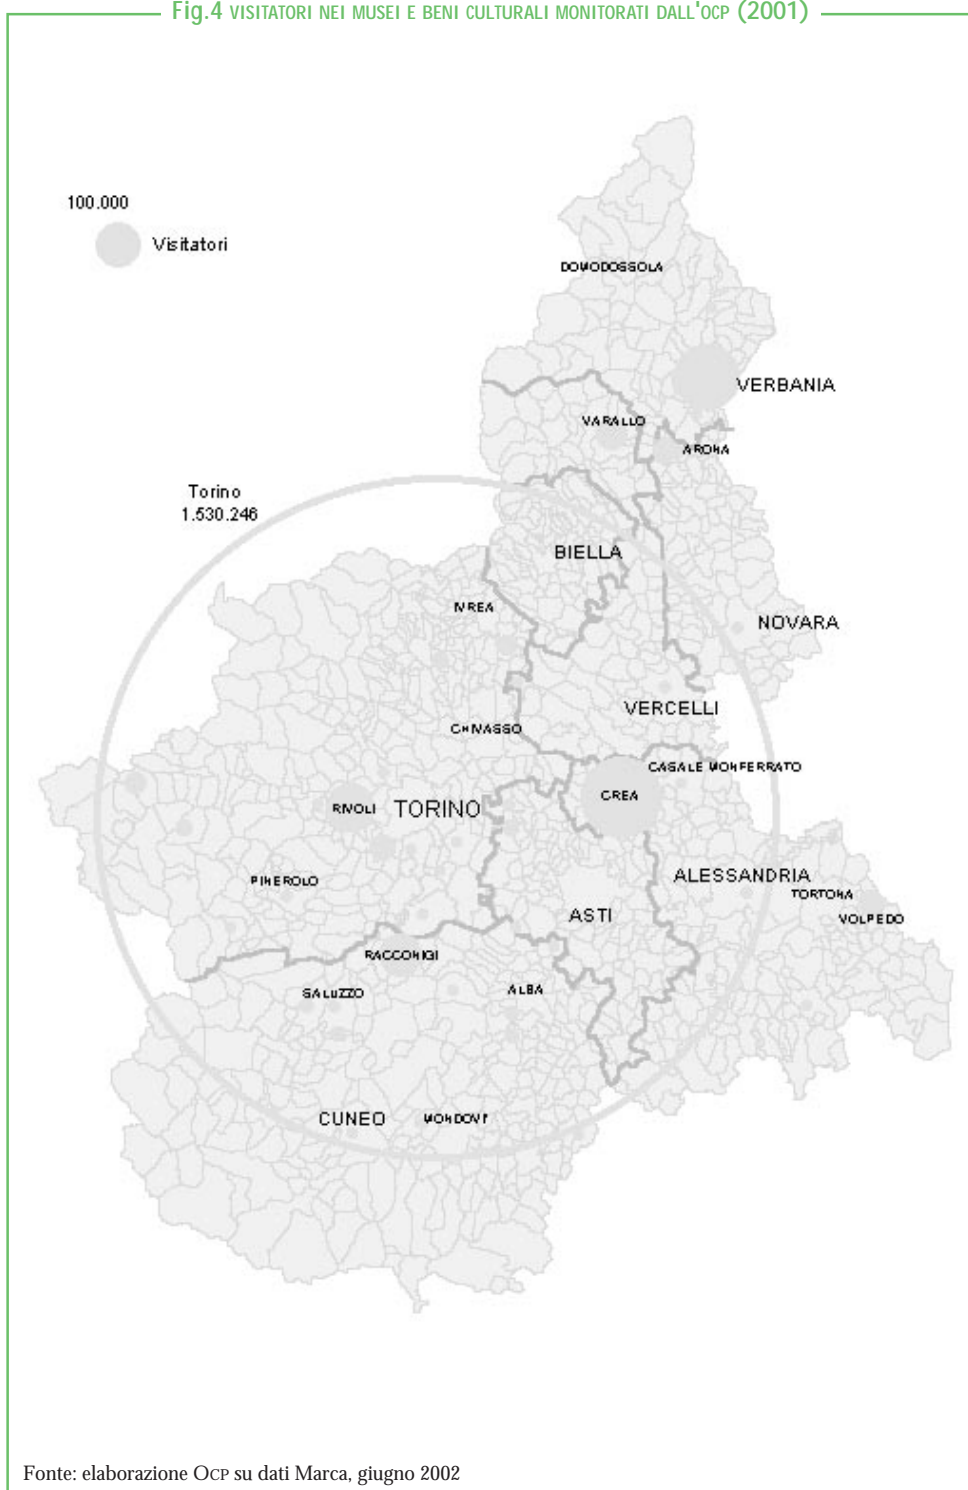 Fig.4 VISITATORI NEI MUSEI E BENI CULTURALI MONITORATI DALL'OCP (2001)
100.000
Visitatori
DOMODOSSOLA
VERBANIA
VARALLO
ARONA
Torino
1.530.246
BIELLA
IVREA
NOVARA
VERCELLI
CHIVASSO
CASALE MONFERRATO
CREA
RIVOLI
TORINO
PINEROLO
ALESSANDRIA
TORTONA
ASTI
VOLPEDO
RACCONIGI
SALUZZO
ALBA
CUNEO
MONDOVI'
Fonte: elaborazione OCP su dati Marca, giugno 2002